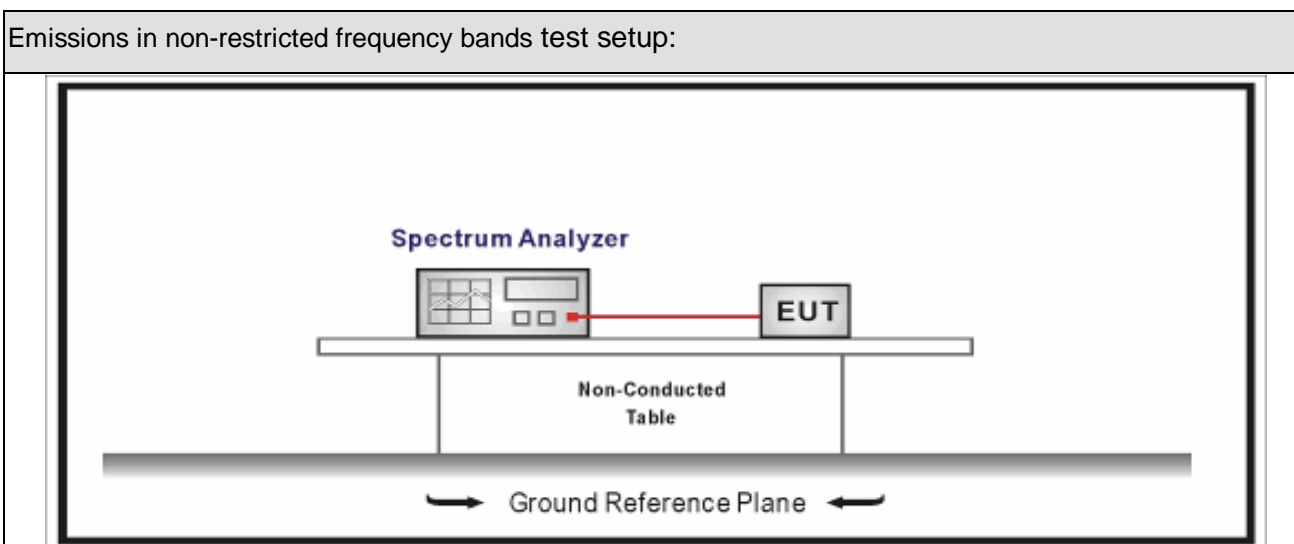 Emissions in non-restricted frequency bands test setup:
Spectrum Analyzer
EUT
Non-Conducted
Table
Ground Reference Plane